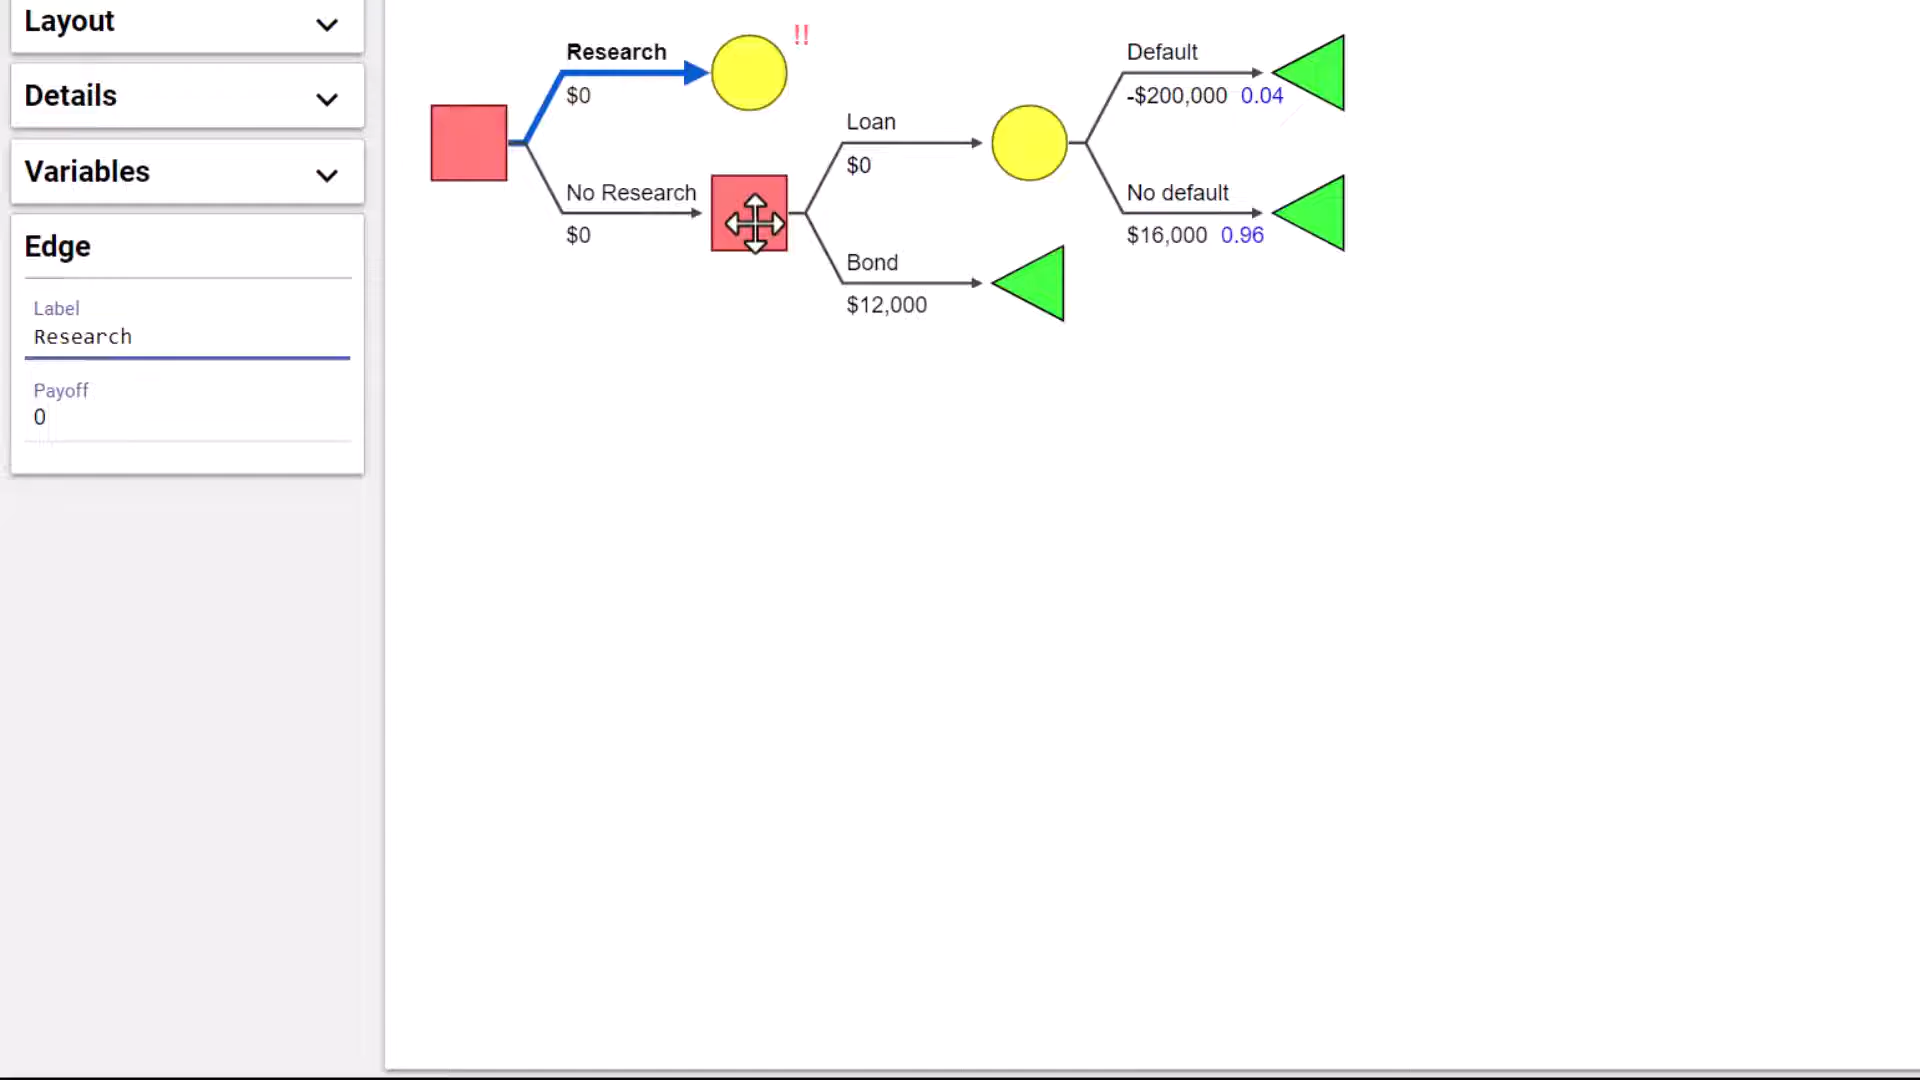 Layout
Details
Variables
Edge
Label
Research
Payoff
0
Research
$0
!!
No Research
$0
Loan
$0
Bond
$12,000
Default
-$200,000 0.04
No default
$16,000 0.96